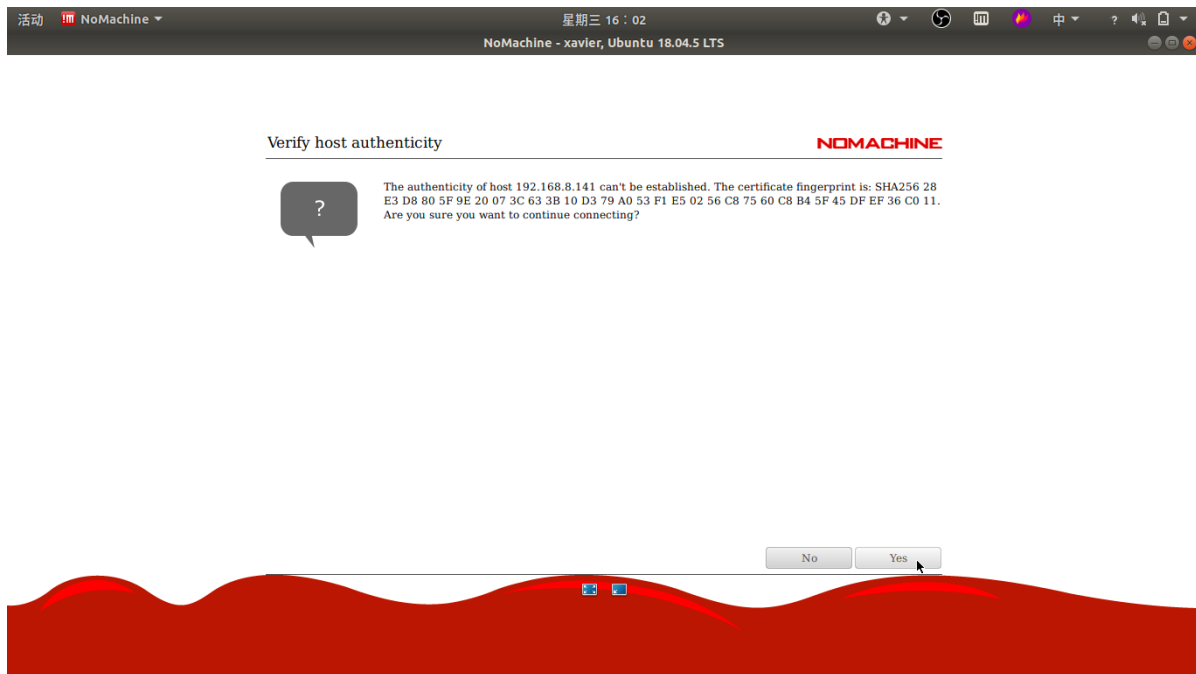 活动 NoMachine 星期三 16：02 中 ?
NoMachine - xavier, Ubuntu 18.04.5 LTS
Verify host authenticity NOMACHINE
?
The authenticity of host 192.168.8.141 can't be established. The certificate fingerprint is: SHA256 28
E3 D8 80 5F 9E 20 07 3C 63 3B 10 D3 79 A0 53 F1 E5 02 56 C8 75 60 C8 B4 5F 45 DF EF 36 C0 11.
Are you sure you want to continue connecting?
No Yes